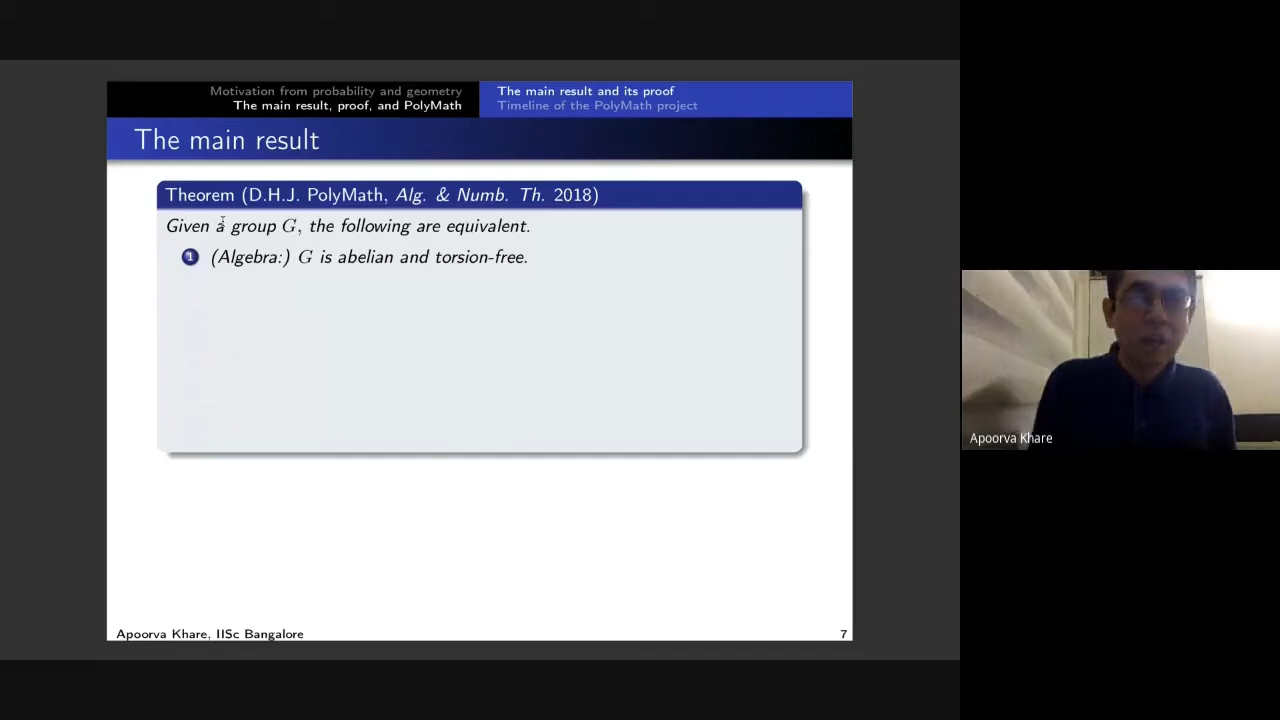 Motivation from probability and geometry
The main result, proof, and PolyMath
The main result and its proof
Timeline of the PolyMath project
The main result
Theorem (D.H.J. PolyMath, Alg. & Numb. Th. 2018)
Given a group G, the following are equivalent.
1 (Algebra:) G is abelian and torsion-free.
Apoorva Khare, IISc Bangalore
7
Apoorva Khare